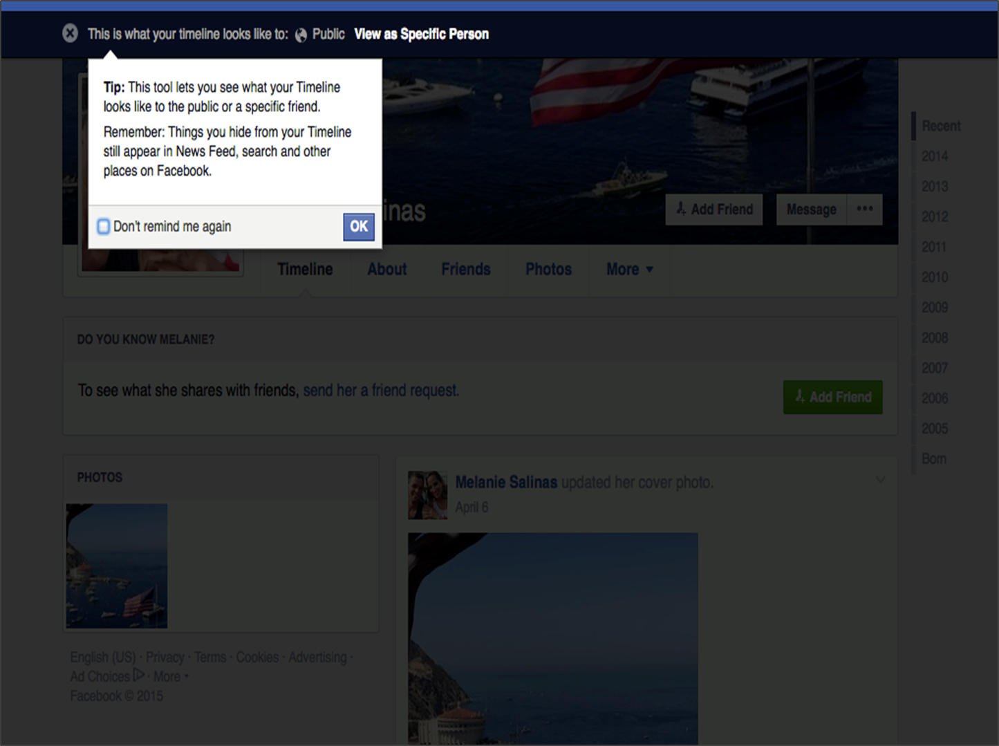 This is what your timeline looks like to: Public View as Specific Person
Tip: This tool lets you see what your Timeline
looks like to the public or a specific friend.
Remember: Things you hide from your Timeline
still appear in News Feed, search and other
places on Facebook.
Don't remind me again
OK
inas
Add Friend
Message
Timeline
About
Friends
Photos
More
Recent
2014
2013
2012
2011
2010
2009
2008
2007
2006
2005
Born
DO YOU KNOW MELANIE?
To see what she shares with friends, send her a friend request.
Add Friend
PHOTOS
English (US) · Privacy · Terms · Cookies · Advertising ·
Ad Choices · More
Facebook © 2015
Melanie Salinas updated her cover photo.
April 6